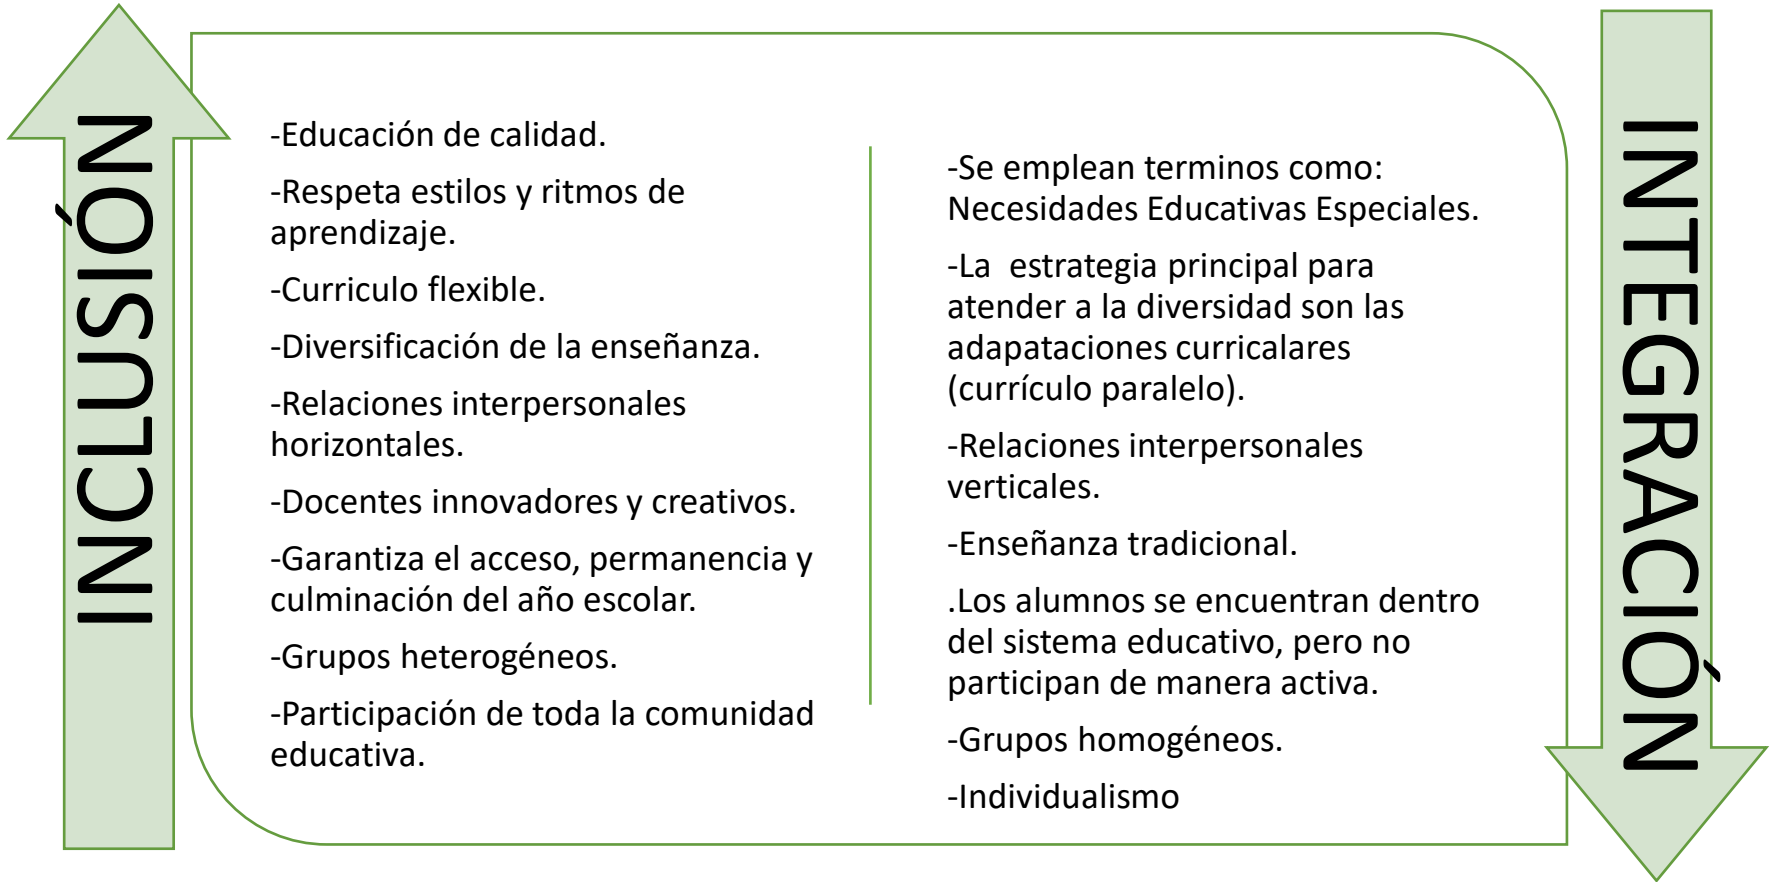 INCLUSIÓN
-Educación de calidad.
-Respeta estilos y ritmos de
aprendizaje.
-Curriculo flexible.
-Diversificación de la enseñanza.
-Relaciones interpersonales
horizontales.
-Docentes innovadores y creativos.
-Garantiza el acceso, permanencia y
culminación del año escolar.
-Grupos heterogéneos.
-Participación de toda la comunidad
educativa.
-Se emplean terminos como:
Necesidades Educativas Especiales.
-La  estrategia principal para
atender a la diversidad son las
adapataciones curricalares
(currículo paralelo).
-Relaciones interpersonales
verticales.
-Enseñanza tradicional.
.Los alumnos se encuentran dentro
del sistema educativo, pero no
participan de manera activa.
-Grupos homogéneos.
-Individualismo
INTEGRACIÓN